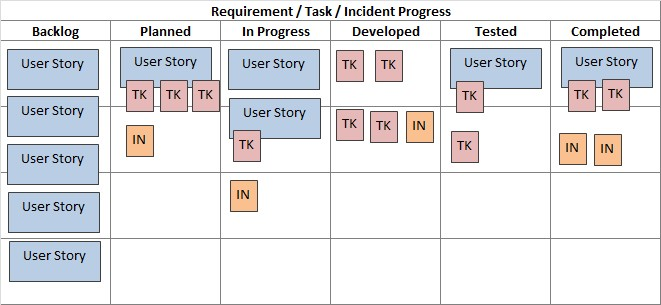 Requirement / Task / Incident Progress
Backlog Planned In Progress Developed Tested Completed
User Story User Story User Story TK TK User Story User Story
TK TK TK TK TK TK
User Story User Story TK TK IN
IN TK TK IN IN
User Story
IN
User Story
User Story